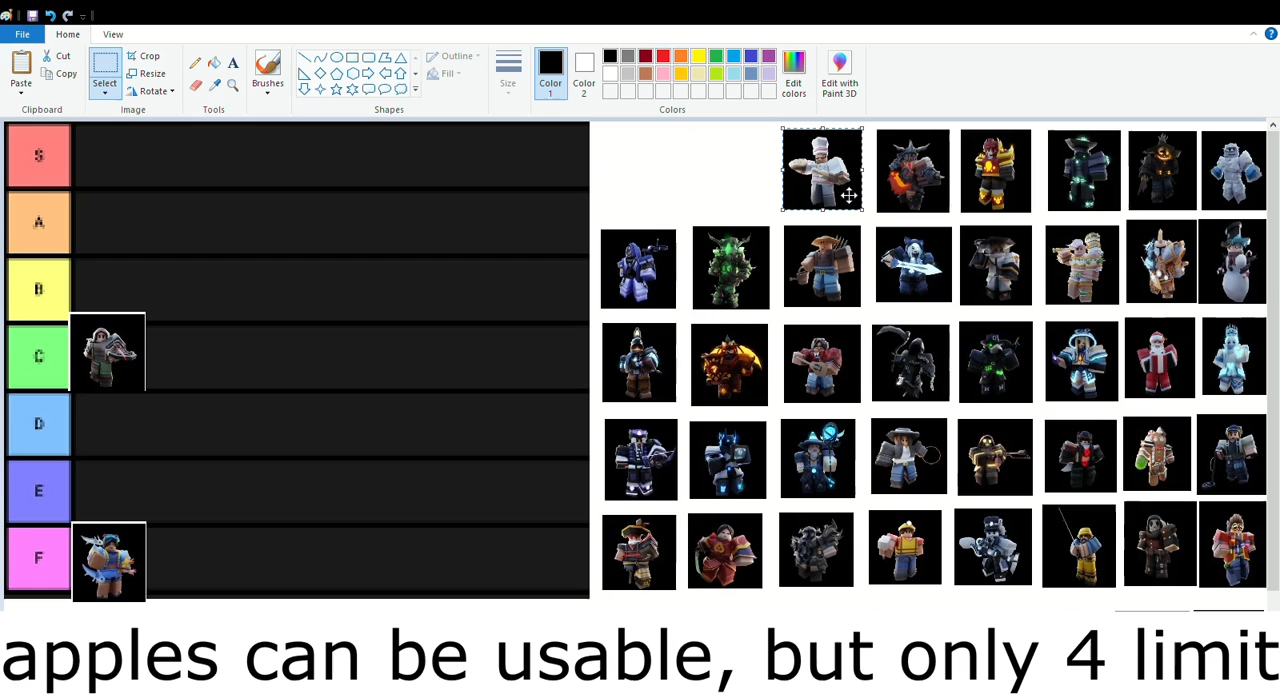 File Home View
Paste Cut Copy Select Crop Resize Rotate Brushes Outline Fill Size Color 1 Color 2 Edit colors Edit with Paint 3D
Clipboard Image Tools Shapes Colors
S
A
B
C
D
E
F
apples can be usable, but only 4 limit